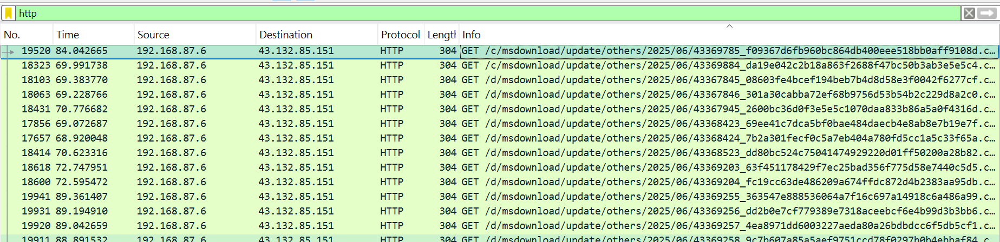 http
No. Time Source Destination Protocol Length Info
19520 84.042665 192.168.87.6 43.132.85.151 HTTP 304 GET /c/msdownload/update/others/2025/06/43369785_f09367d6fb960bc864db400eee518bb0aff9108d.c…
18323 69.991738 192.168.87.6 43.132.85.151 HTTP 304 GET /c/msdownload/update/others/2025/06/43369884_da19e042c2b18a863f2688f47bc50b3ab3e5e5c4.c…
18103 69.383770 192.168.87.6 43.132.85.151 HTTP 304 GET /d/msdownload/update/others/2025/06/43367845_08603fe4bcef194beb7b4d8d58e3f0042f6277cf.c…
18063 69.228766 192.168.87.6 43.132.85.151 HTTP 304 GET /d/msdownload/update/others/2025/06/43367846_301a30cabba72ef68b9756d53b54b2c229d8a2c0.c…
18431 70.776682 192.168.87.6 43.132.85.151 HTTP 304 GET /d/msdownload/update/others/2025/06/43367945_2600bc36d0f3e5e5c1070daa833b86a5a0f4316d.c…
17856 69.072687 192.168.87.6 43.132.85.151 HTTP 304 GET /d/msdownload/update/others/2025/06/43368423_69ee41c7dca5bf0bae484daecb4e8ab8e7b19e7f.c…
17657 68.920048 192.168.87.6 43.132.85.151 HTTP 304 GET /d/msdownload/update/others/2025/06/43368424_7b2a301fecf0c5a7eb404a780fd5cc1a5c33f65a.c…
18414 70.623316 192.168.87.6 43.132.85.151 HTTP 304 GET /d/msdownload/update/others/2025/06/43368523_dd80bc524c75041474929220d01ff50200a28b82.c…
18618 72.747951 192.168.87.6 43.132.85.151 HTTP 304 GET /d/msdownload/update/others/2025/06/43369203_63f451178429f7ec25bad356f775d58e7440c5d5.c…
18600 72.595472 192.168.87.6 43.132.85.151 HTTP 304 GET /d/msdownload/update/others/2025/06/43369204_fc19cc63de486209a674ffdc872d4b2383aa95db.c…
19941 89.361407 192.168.87.6 43.132.85.151 HTTP 304 GET /d/msdownload/update/others/2025/06/43369255_363547e888536064a7f16c697a14918c6a486a99.c…
19931 89.194910 192.168.87.6 43.132.85.151 HTTP 304 GET /d/msdownload/update/others/2025/06/43369256_dd2b0e7cf779389e7318aceebcf6e4b99d3b3bb6.c…
19920 89.042659 192.168.87.6 43.132.85.151 HTTP 304 GET /d/msdownload/update/others/2025/06/43369257_4ea8971dd6003227aeda80a26bdbdcc6f5db5cf1.c…
19911 88.891532 192.168.87.6 43.132.85.151 HTTP 304 GET /d/msdownload/update/others/2025/06/43369258_9c7b607a85a5aef9751ccd78f0297b0b4ebbaf84.c…